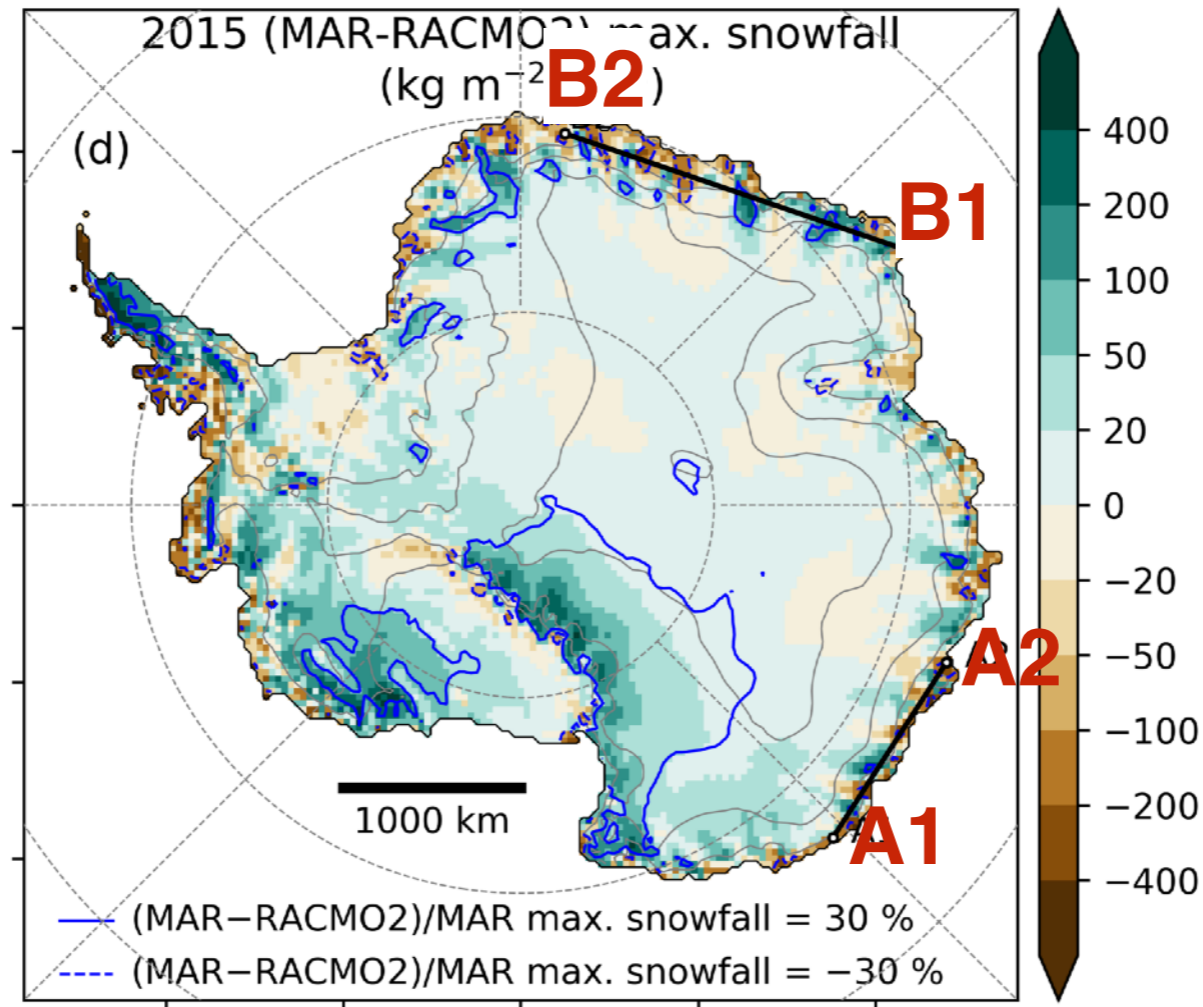 2015 (MAR-RACMO2) max. snowfall
(kg m⁻² )
B2
(d)
B1
A2
A1
1000 km
(MAR−RACMO2)/MAR max. snowfall = 30 %
(MAR−RACMO2)/MAR max. snowfall = −30 %
400
200
100
50
20
0
−20
−50
−100
−200
−400